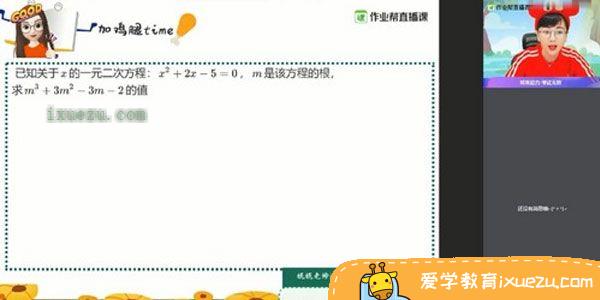 GOOD
加鸡腿time
作业帮直播课
已知关于x的一元二次方程：x²+2x−5=0，m是该方程的根，
求m³+3m²−3m−2的值
ixuezu.com
爱学教育ixuezu.com